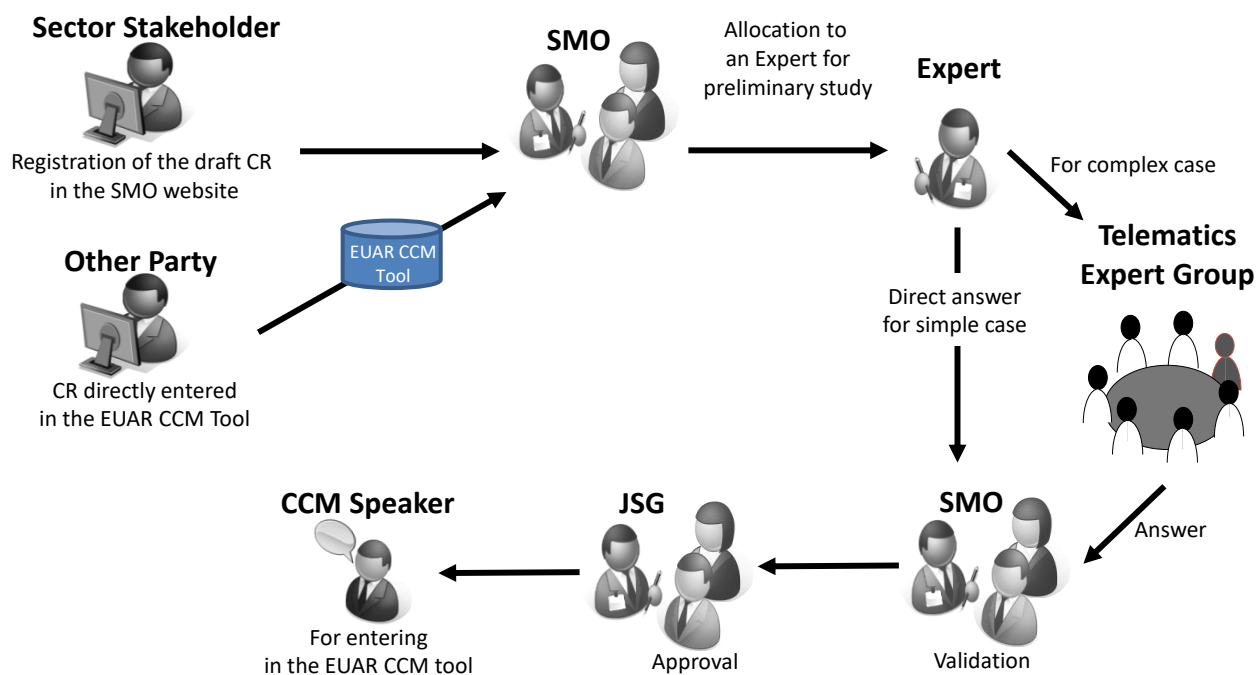 Sector Stakeholder
Registration of the draft CR
in the SMO website
SMO
Allocation to
an Expert for
preliminary study
Expert
For complex case
Telematics
Expert Group
EUAR CCM
Tool
Other Party
CR directly entered
in the EUAR CCM Tool
Direct answer
for simple case
Answer
SMO
Validation
JSG
Approval
CCM Speaker
For entering
in the EUAR CCM tool